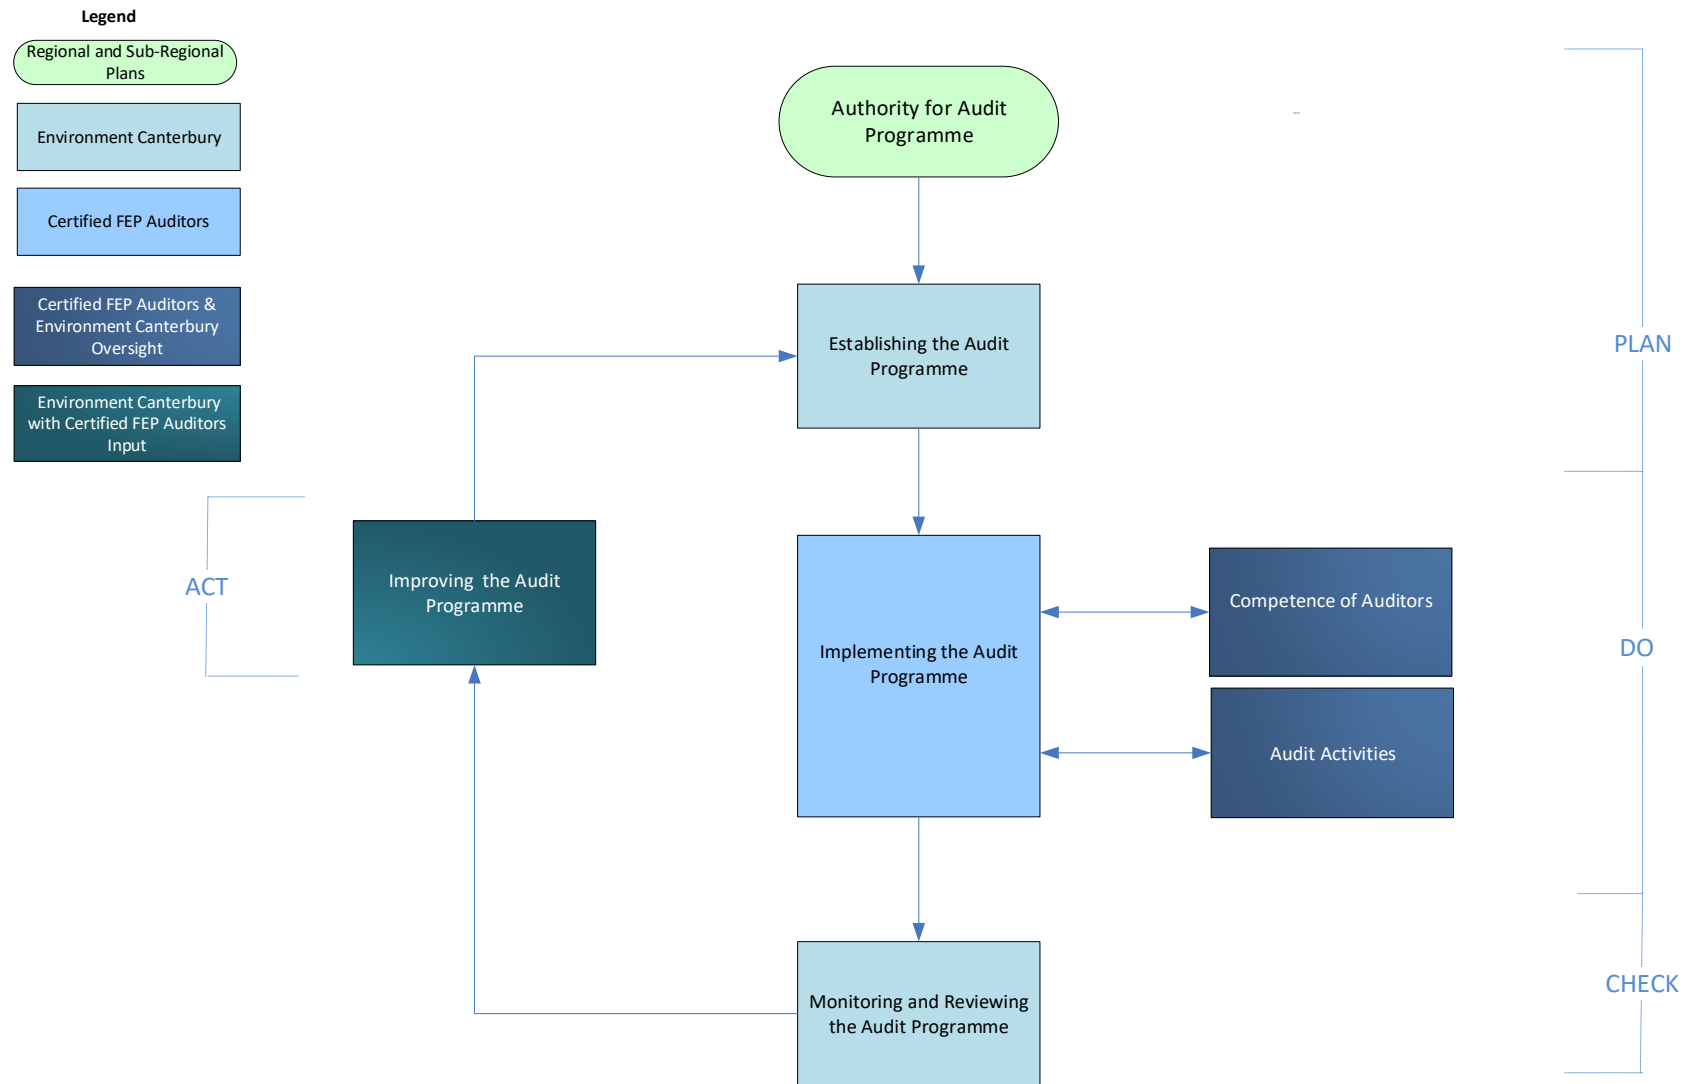 Legend
Regional and Sub-Regional
Plans
Environment Canterbury
Certified FEP Auditors
Certified FEP Auditors &
Environment Canterbury
Oversight
Environment Canterbury
with Certified FEP Auditors
Input
Authority for Audit
Programme
Establishing the Audit
Programme
PLAN
Improving the Audit
Programme
ACT
Implementing the Audit
Programme
Competence of Auditors
Audit Activities
DO
Monitoring and Reviewing
the Audit Programme
CHECK